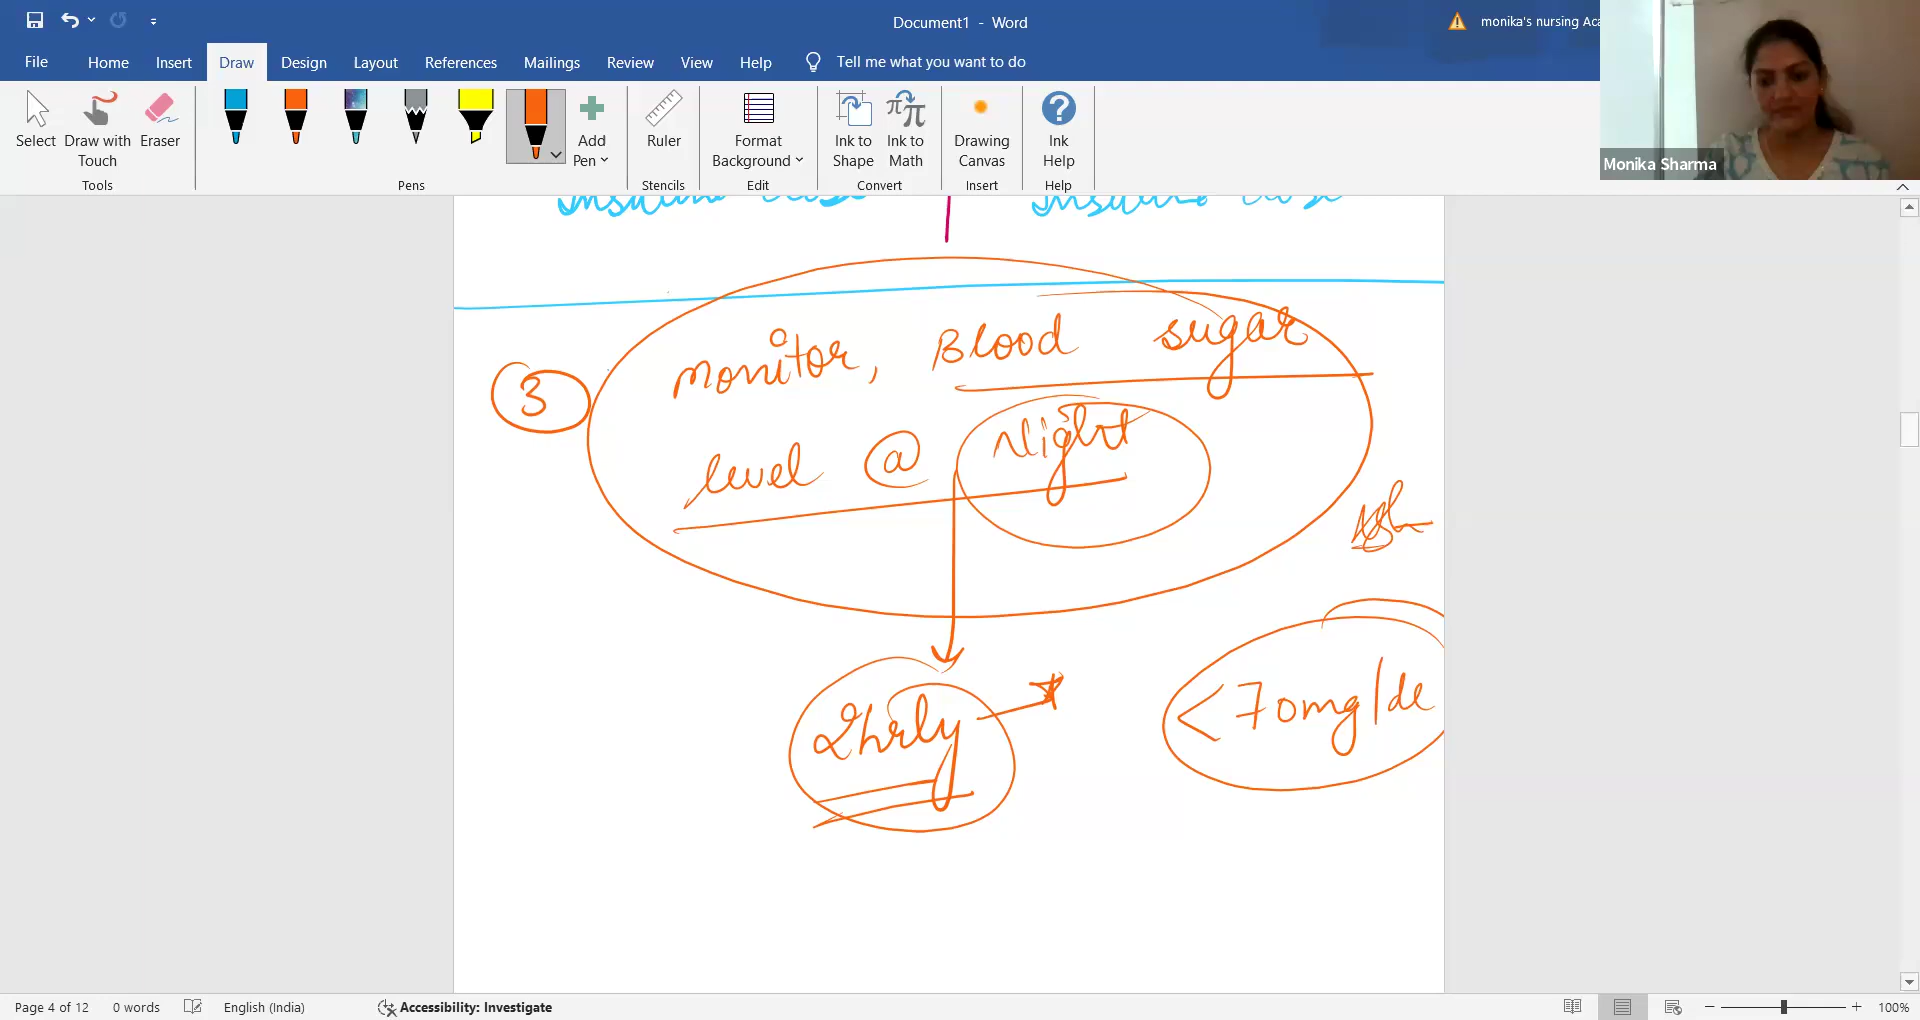 Document1 - Word
monika's nursing Aca
File Home Insert Draw Design Layout References Mailings Review View Help Tell me what you want to do
Select Draw with Touch Eraser
Add Pen
Ruler
Format Background
Ink to Shape
Ink to Math
Drawing Canvas
Ink Help
Tools Pens Stencils Edit Convert Insert Help
Monika Sharma
3 monitor, Blood sugar
level @ Night
2hrly
<70mg/dl
Page 4 of 12 0 words English (India) Accessibility: Investigate 100%